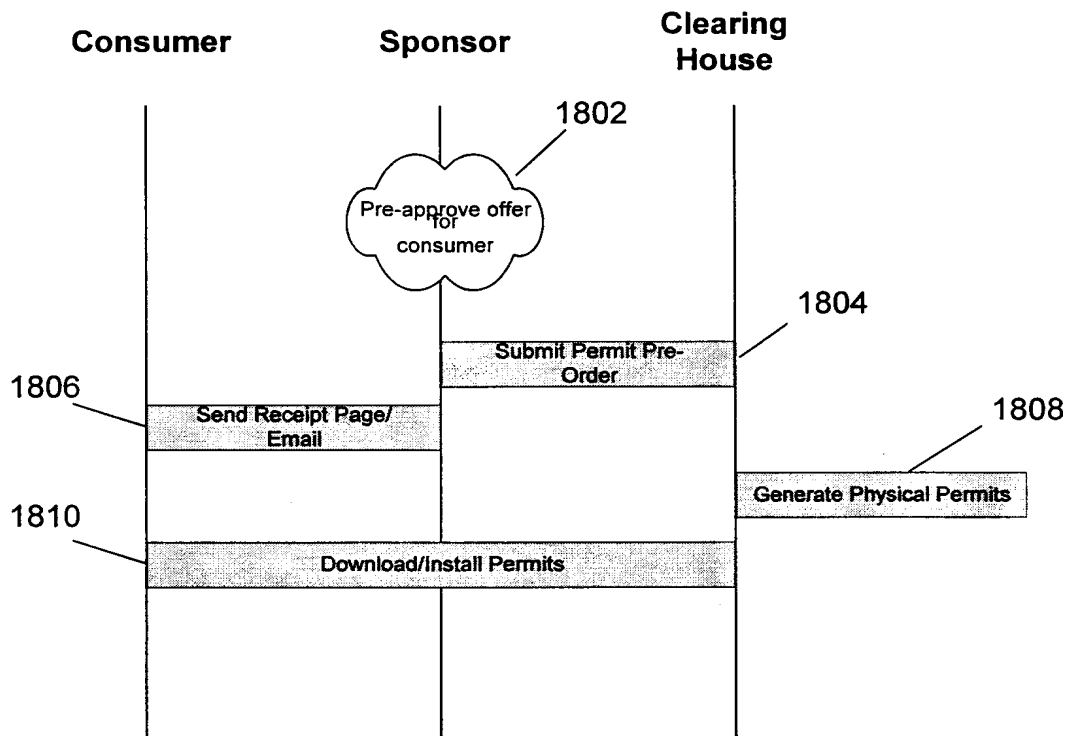 Consumer
Sponsor
Clearing
House
1802
Pre-approve offer
for
consumer
1804
Submit Permit Pre-
Order
1806
Send Receipt Page/
Email
1808
Generate Physical Permits
1810
Download/Install Permits